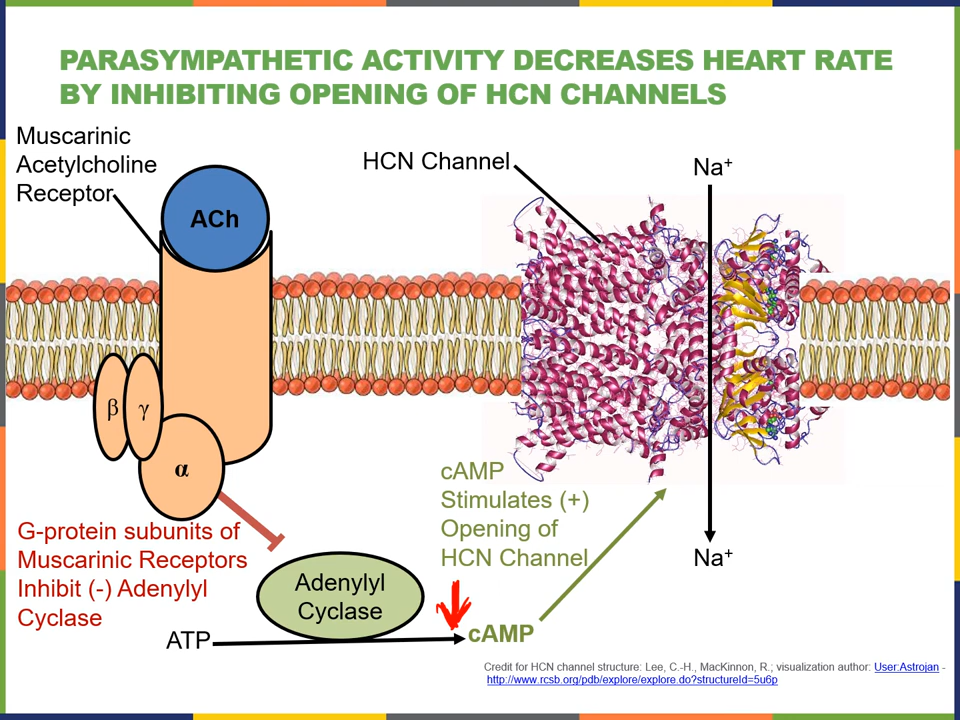 PARASYMPATHETIC ACTIVITY DECREASES HEART RATE
BY INHIBITING OPENING OF HCN CHANNELS
Muscarinic
Acetylcholine
Receptor
ACh
HCN Channel
Na⁺
β
γ
α
cAMP
Stimulates (+)
Opening of
HCN Channel
Na⁺
G-protein subunits of
Muscarinic Receptors
Inhibit (-) Adenylyl
Cyclase
Adenylyl
Cyclase
ATP
cAMP
Credit for HCN channel structure: Lee, C.-H., MacKinnon, R.; visualization author: User:Astrojan -
http://www.rcsb.org/pdb/explore/explore.do?structureId=5u6p